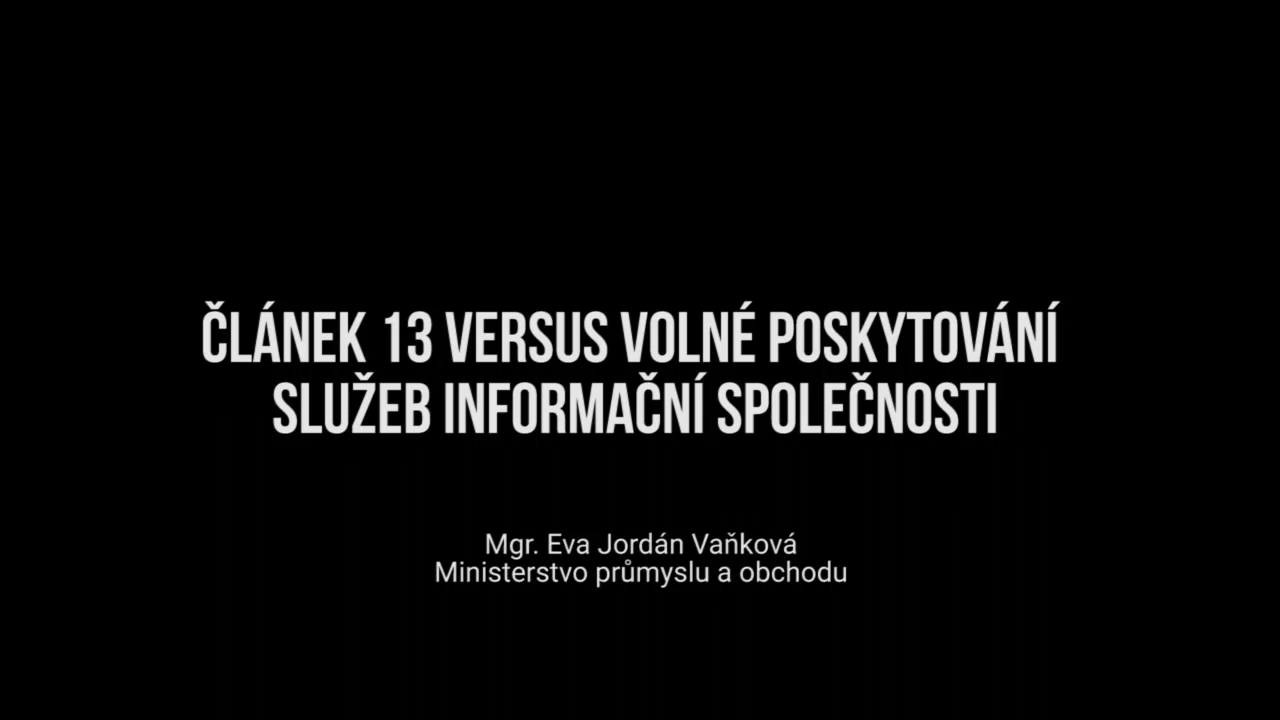 ČLÁNEK 13 VERSUS VOLNÉ POSKYTOVÁNÍ
SLUŽEB INFORMAČNÍ SPOLEČNOSTI
Mgr. Eva Jordán Vaňková
Ministerstvo průmyslu a obchodu